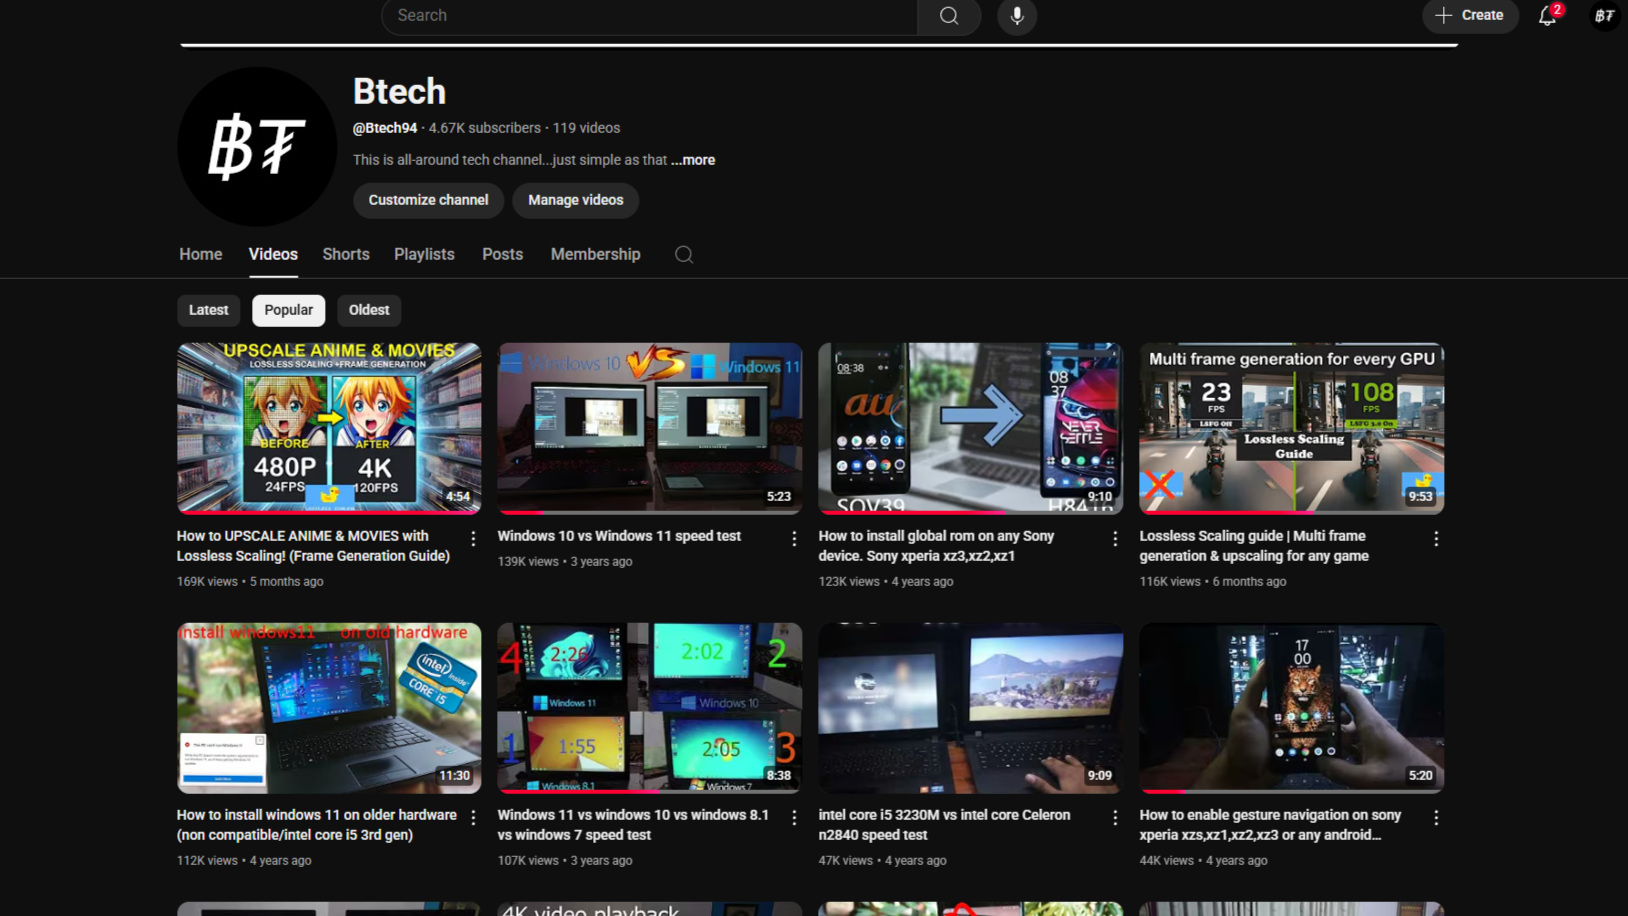 Search
Create
2
Btech
@Btech94 · 4.67K subscribers · 119 videos
This is all-around tech channel...just simple as that ...more
Customize channel
Manage videos
Home
Videos
Shorts
Playlists
Posts
Membership
Latest
Popular
Oldest
UPSCALE ANIME & MOVIES
LOSSLESS SCALING +FRAME GENERATION
BEFORE
AFTER
480P
4K
24FPS
120FPS
4:54
How to UPSCALE ANIME & MOVIES with
Lossless Scaling! (Frame Generation Guide)
169K views • 5 months ago
Windows 10 VS Windows 11
5:23
Windows 10 vs Windows 11 speed test
139K views • 3 years ago
08:38
au
08
37
NEVER
SETTLE
SOV39
H8416
9:10
How to install global rom on any Sony
device. Sony xperia xz3,xz2,xz1
123K views • 4 years ago
Multi frame generation for every GPU
23
FPS
LSFG Off
108
FPS
LSFG 3.0 On
Lossless Scaling
Guide
9:53
Lossless Scaling guide | Multi frame
generation & upscaling for any game
116K views • 6 months ago
install windows11 on old hardware
intel inside
CORE i5
11:30
How to install windows 11 on older hardware
(non compatible/intel core i5 3rd gen)
112K views • 4 years ago
4
2:26
2:02
2
Windows 11
Windows 10
1
1:55
2:05
3
Windows 8.1
Windows 7
8:38
Windows 11 vs windows 10 vs windows 8.1
vs windows 7 speed test
107K views • 3 years ago
9:09
intel core i5 3230M vs intel core Celeron
n2840 speed test
47K views • 4 years ago
17
00
5:20
How to enable gesture navigation on sony
xperia xzs,xz1,xz2,xz3 or any android...
44K views • 4 years ago
4K video playback